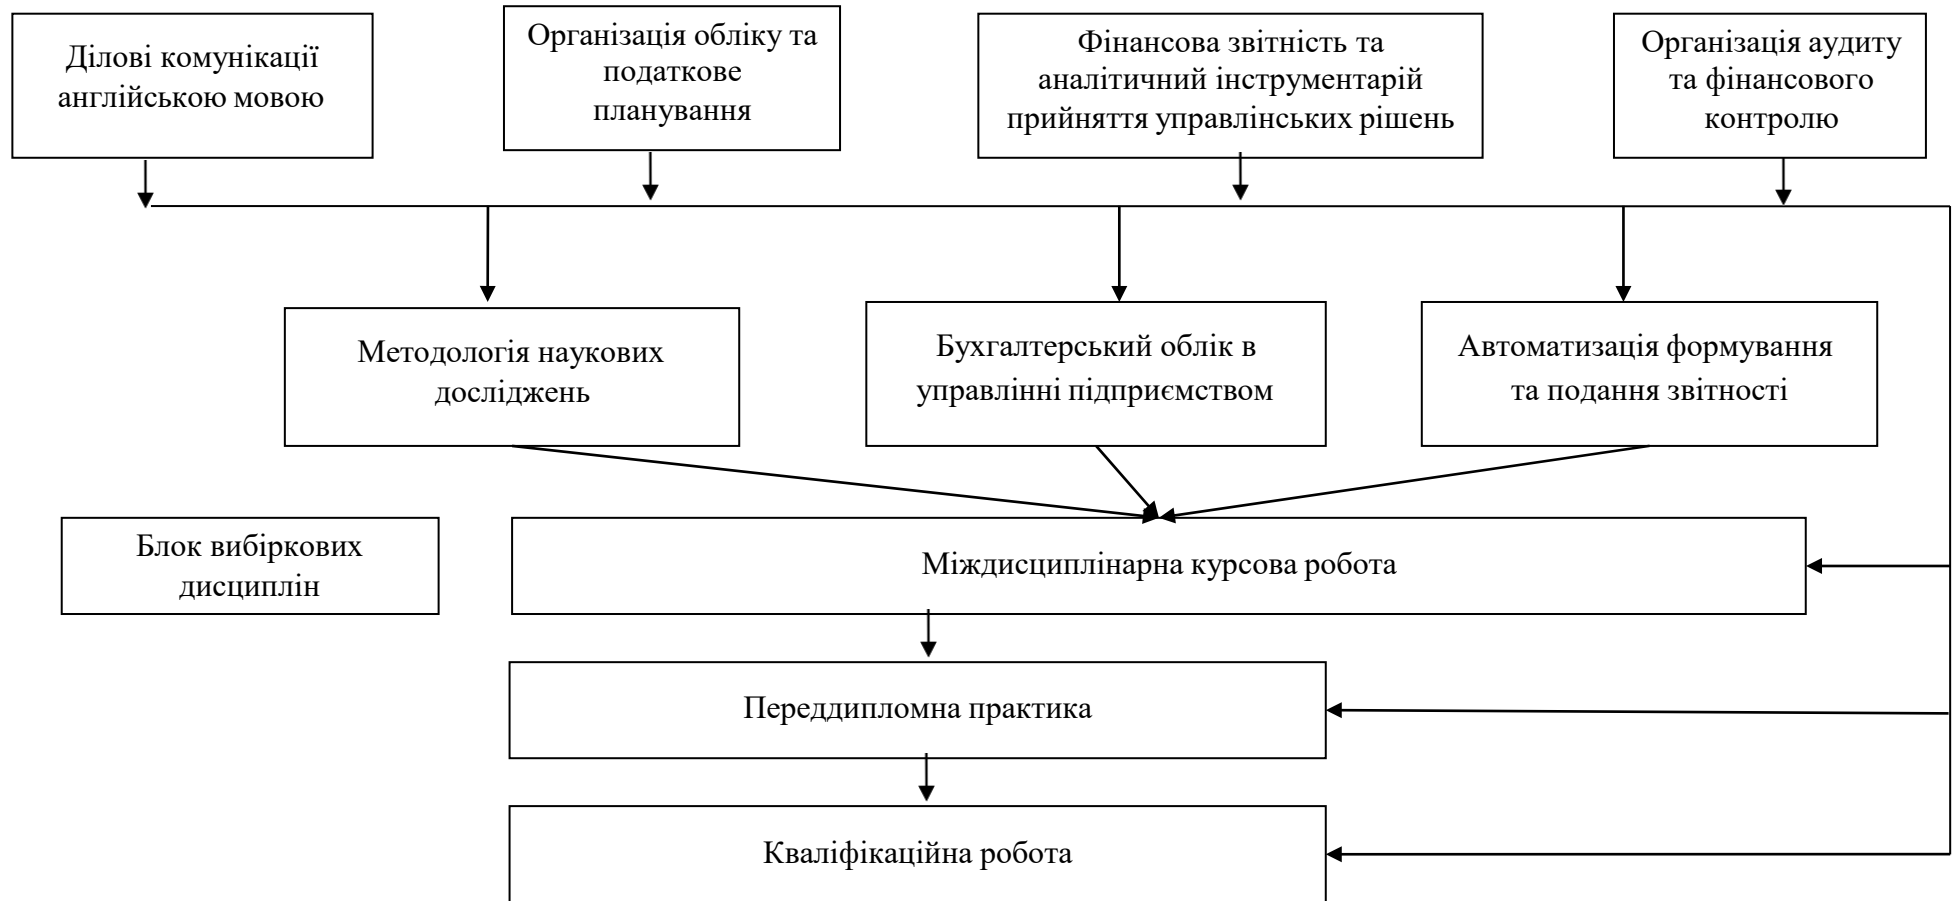 Ділові комунікації
англійською мовою
Організація обліку та
податкове
планування
Фінансова звітність та
аналітичний інструментарій
прийняття управлінських рішень
Організація аудиту
та фінансового
контролю
Методологія наукових
досліджень
Бухгалтерський облік в
управлінні підприємством
Автоматизація формування
та подання звітності
Блок вибіркових
дисциплін
Міждисциплінарна курсова робота
Переддипломна практика
Кваліфікаційна робота